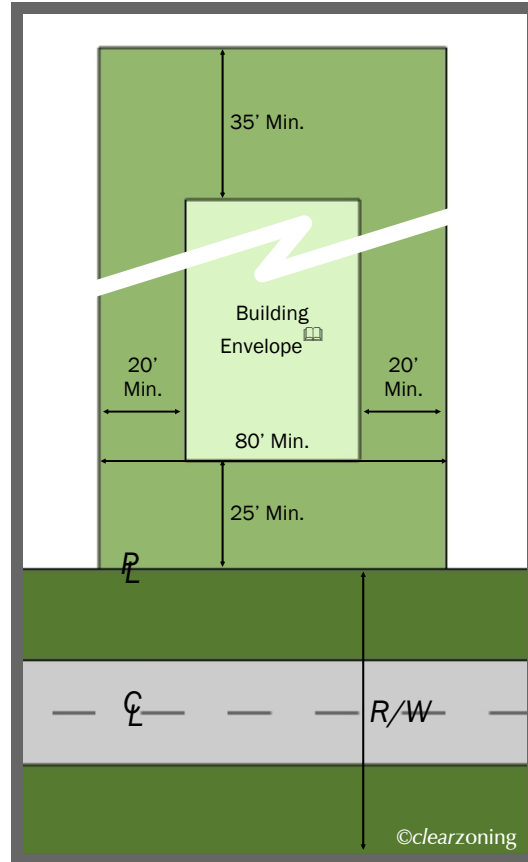 35’ Min.
Building
Envelope
20’
Min.
20’
Min.
80’ Min.
25’ Min.
PL
CL
R/W
©clearzoning